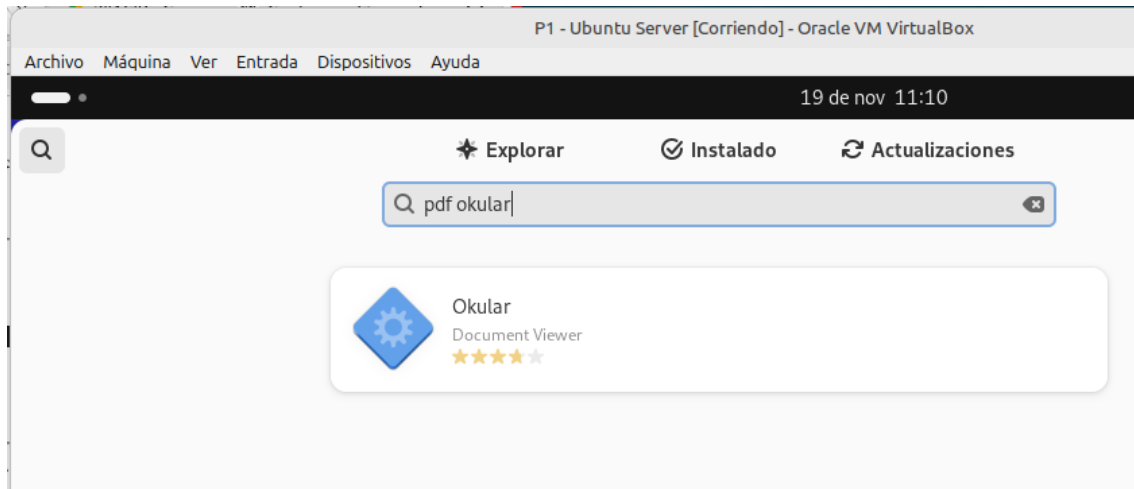 P1 - Ubuntu Server [Corriendo] - Oracle VM VirtualBox
Archivo Máquina Ver Entrada Dispositivos Ayuda
19 de nov 11:10
Explorar Instalado Actualizaciones
pdf okular
Okular
Document Viewer